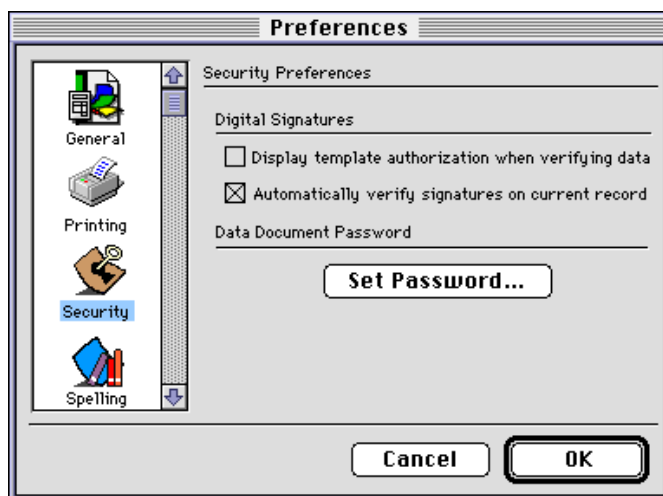 Preferences
General
Printing
Security
Spelling
Security Preferences
Digital Signatures
Display template authorization when verifying data
Automatically verify signatures on current record
Data Document Password
Set Password...
Cancel
OK